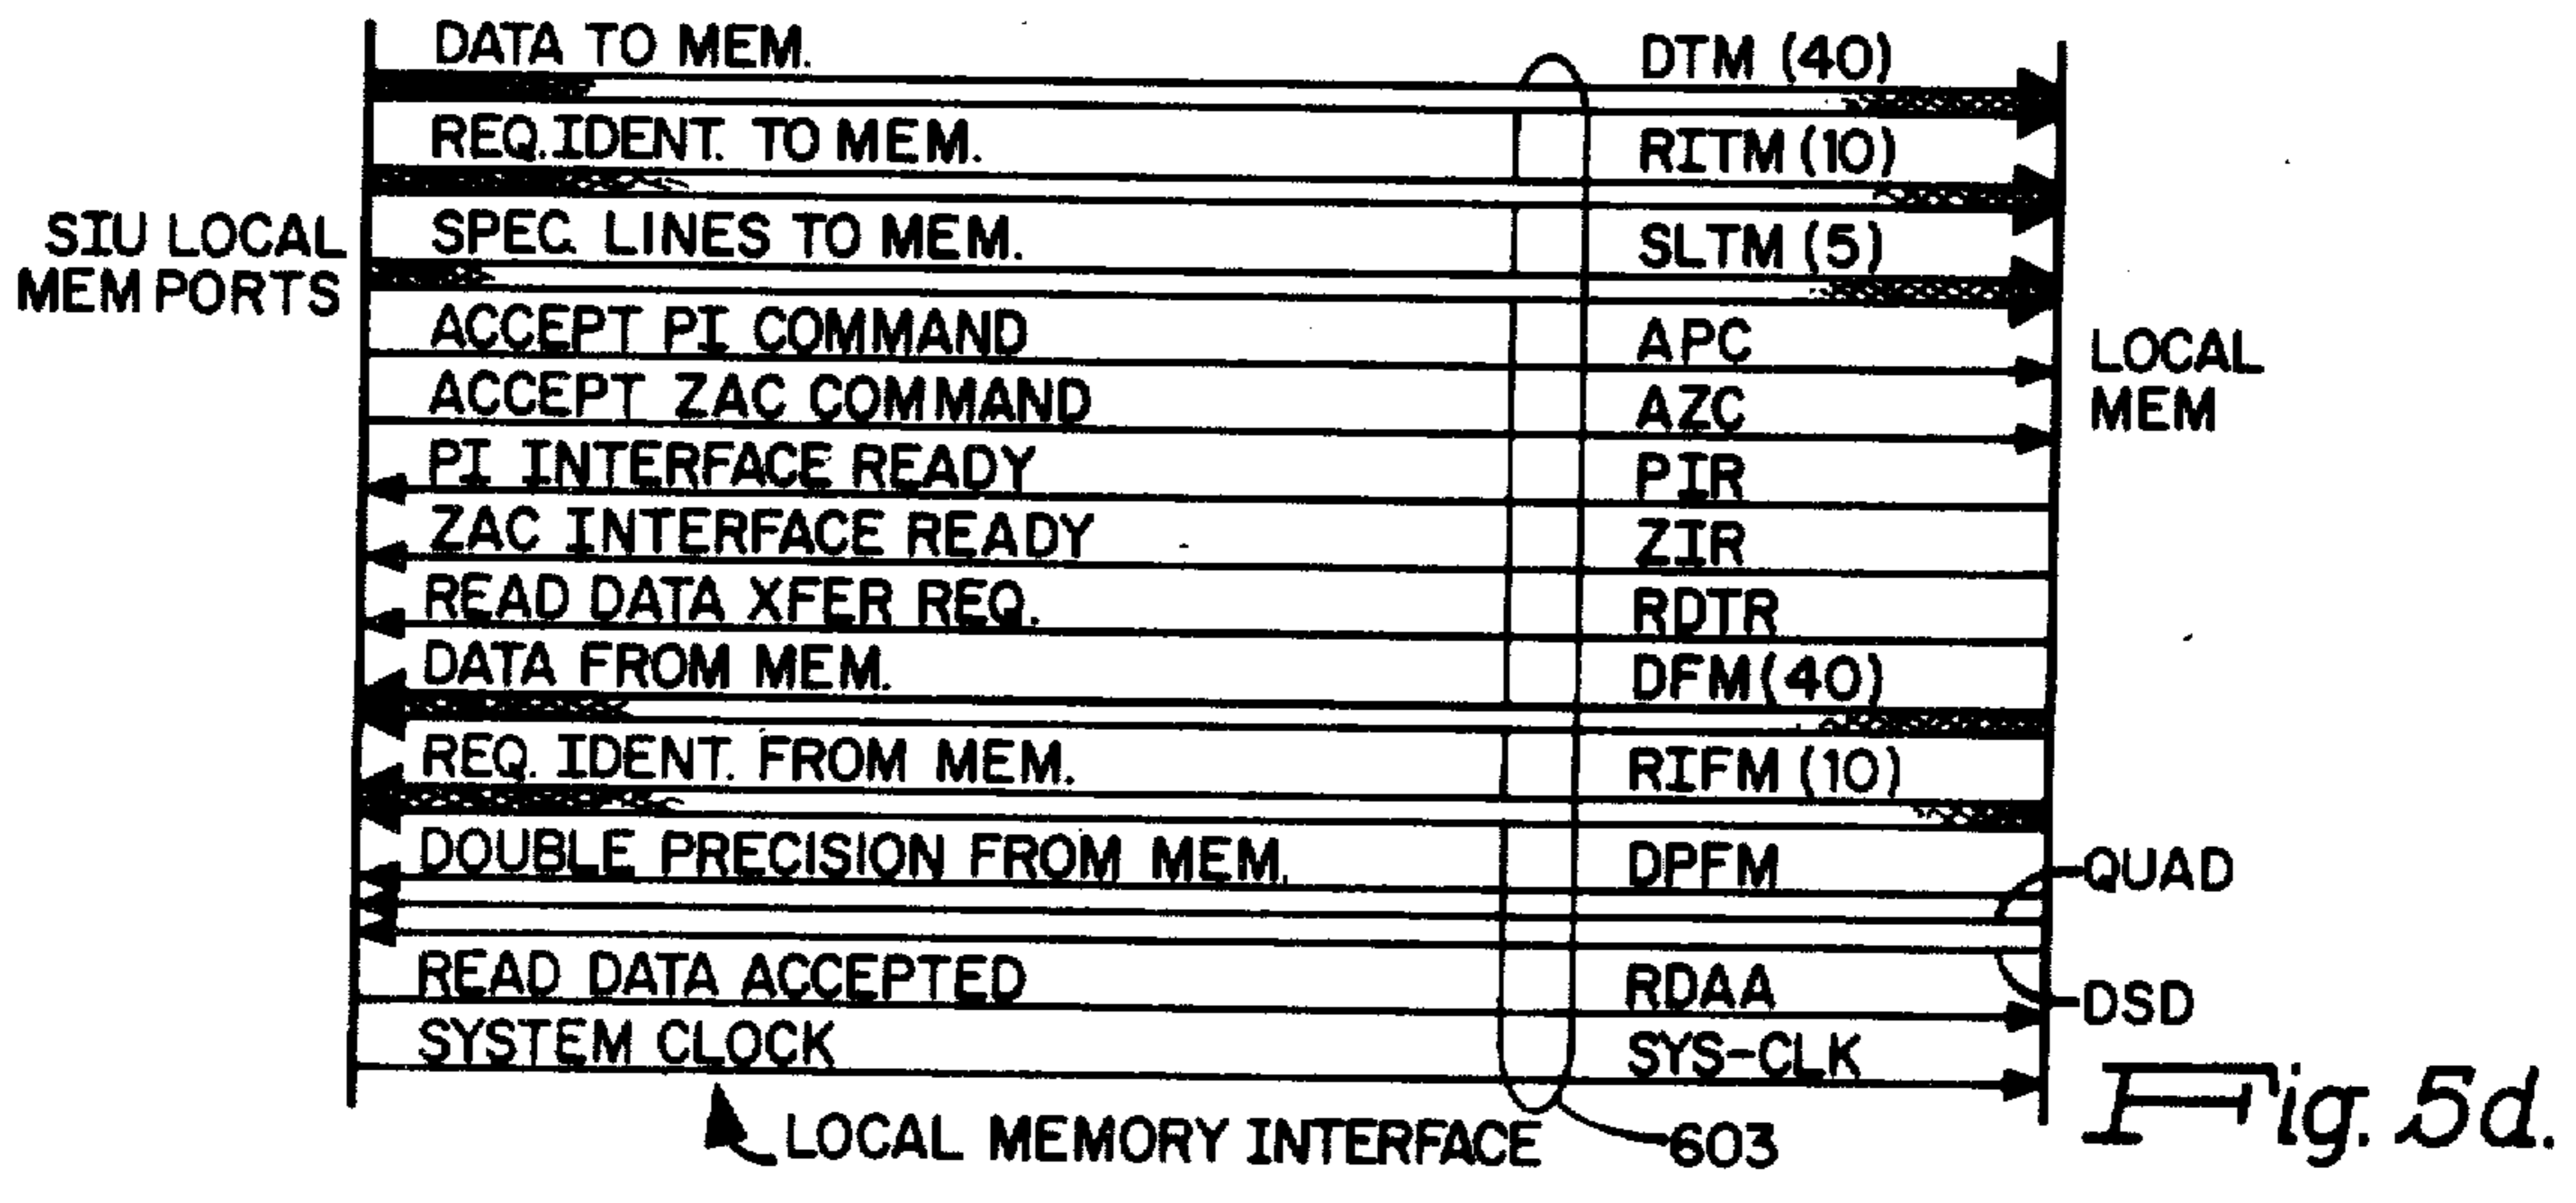 DATA TO MEM. DTM (40)
REQ. IDENT. TO MEM. RITM (10)
SIU LOCAL
MEM PORTS
SPEC. LINES TO MEM. SLTM (5)
ACCEPT PI COMMAND APC
LOCAL
MEM
ACCEPT ZAC COMMAND AZC
PI INTERFACE READY PIR
ZAC INTERFACE READY ZIR
READ DATA XFER REQ. RDTR
DATA FROM MEM. DFM (40)
REQ. IDENT. FROM MEM. RIFM (10)
DOUBLE PRECISION FROM MEM. DPFM
QUAD
READ DATA ACCEPTED RDAA
DSD
SYSTEM CLOCK SYS-CLK
LOCAL MEMORY INTERFACE
603
Fig. 5d.